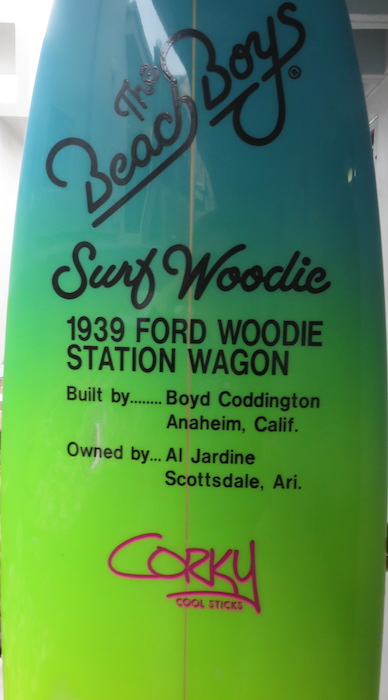 The
Beach Boys®
Surf Woodie
1939 FORD WOODIE
STATION WAGON
Built by........ Boyd Coddington
Anaheim, Calif.
Owned by... Al Jardine
Scottsdale, Ari.
CORKY
COOL STICKS